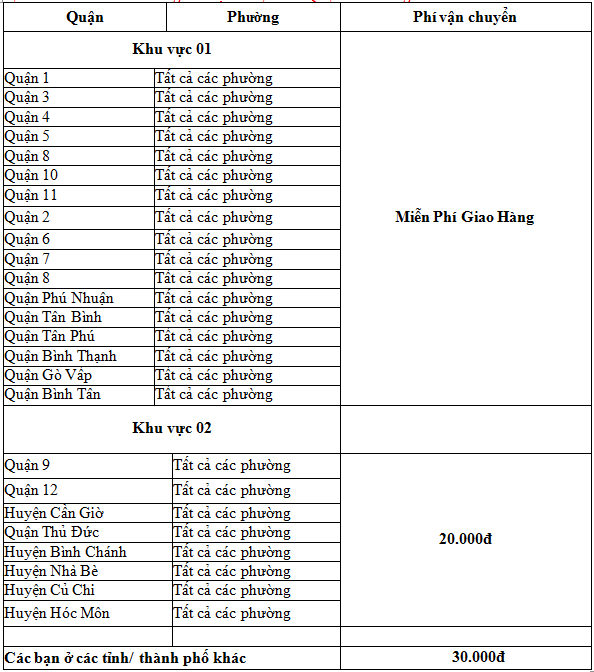 Quận Phường Phí vận chuyển
Khu vực 01
Quận 1 Tất cả các phường
Quận 3 Tất cả các phường
Quận 4 Tất cả các phường
Quận 5 Tất cả các phường
Quận 8 Tất cả các phường
Quận 10 Tất cả các phường
Quận 11 Tất cả các phường
Quận 2 Tất cả các phường Miễn Phí Giao Hàng
Quận 6 Tất cả các phường
Quận 7 Tất cả các phường
Quận 8 Tất cả các phường
Quận Phú Nhuận Tất cả các phường
Quận Tân Bình Tất cả các phường
Quận Tân Phú Tất cả các phường
Quận Bình Thạnh Tất cả các phường
Quận Gò Vấp Tất cả các phường
Quận Bình Tân Tất cả các phường
Khu vực 02
Quận 9 Tất cả các phường
Quận 12 Tất cả các phường
Huyện Cần Giờ Tất cả các phường
Quận Thủ Đức Tất cả các phường
20.000đ
Huyện Bình Chánh Tất cả các phường
Huyện Nhà Bè Tất cả các phường
Huyện Củ Chi Tất cả các phường
Huyện Hóc Môn Tất cả các phường
Các bạn ở các tỉnh/ thành phố khác 30.000đ